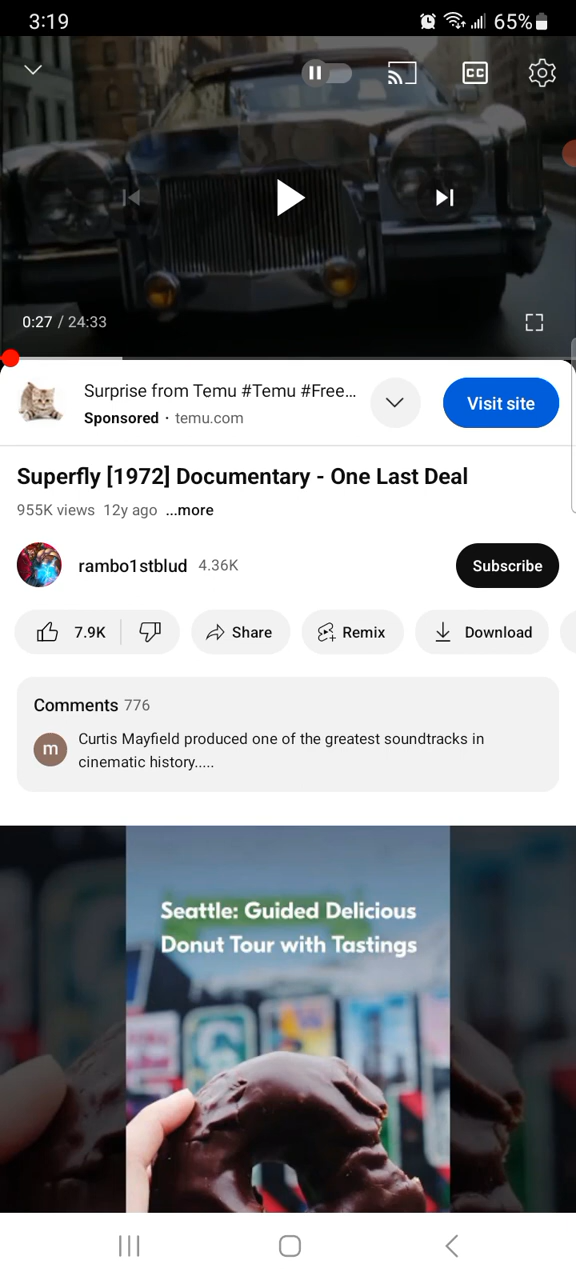 3:19
65%
CC
0:27 / 24:33
Surprise from Temu #Temu #Free...
Sponsored · temu.com
Visit site
Superfly [1972] Documentary - One Last Deal
955K views 12y ago ...more
rambo1stblud 4.36K
Subscribe
7.9K
Share
Remix
Download
Comments 776
m
Curtis Mayfield produced one of the greatest soundtracks in
cinematic history.....
Seattle: Guided Delicious
Donut Tour with Tastings